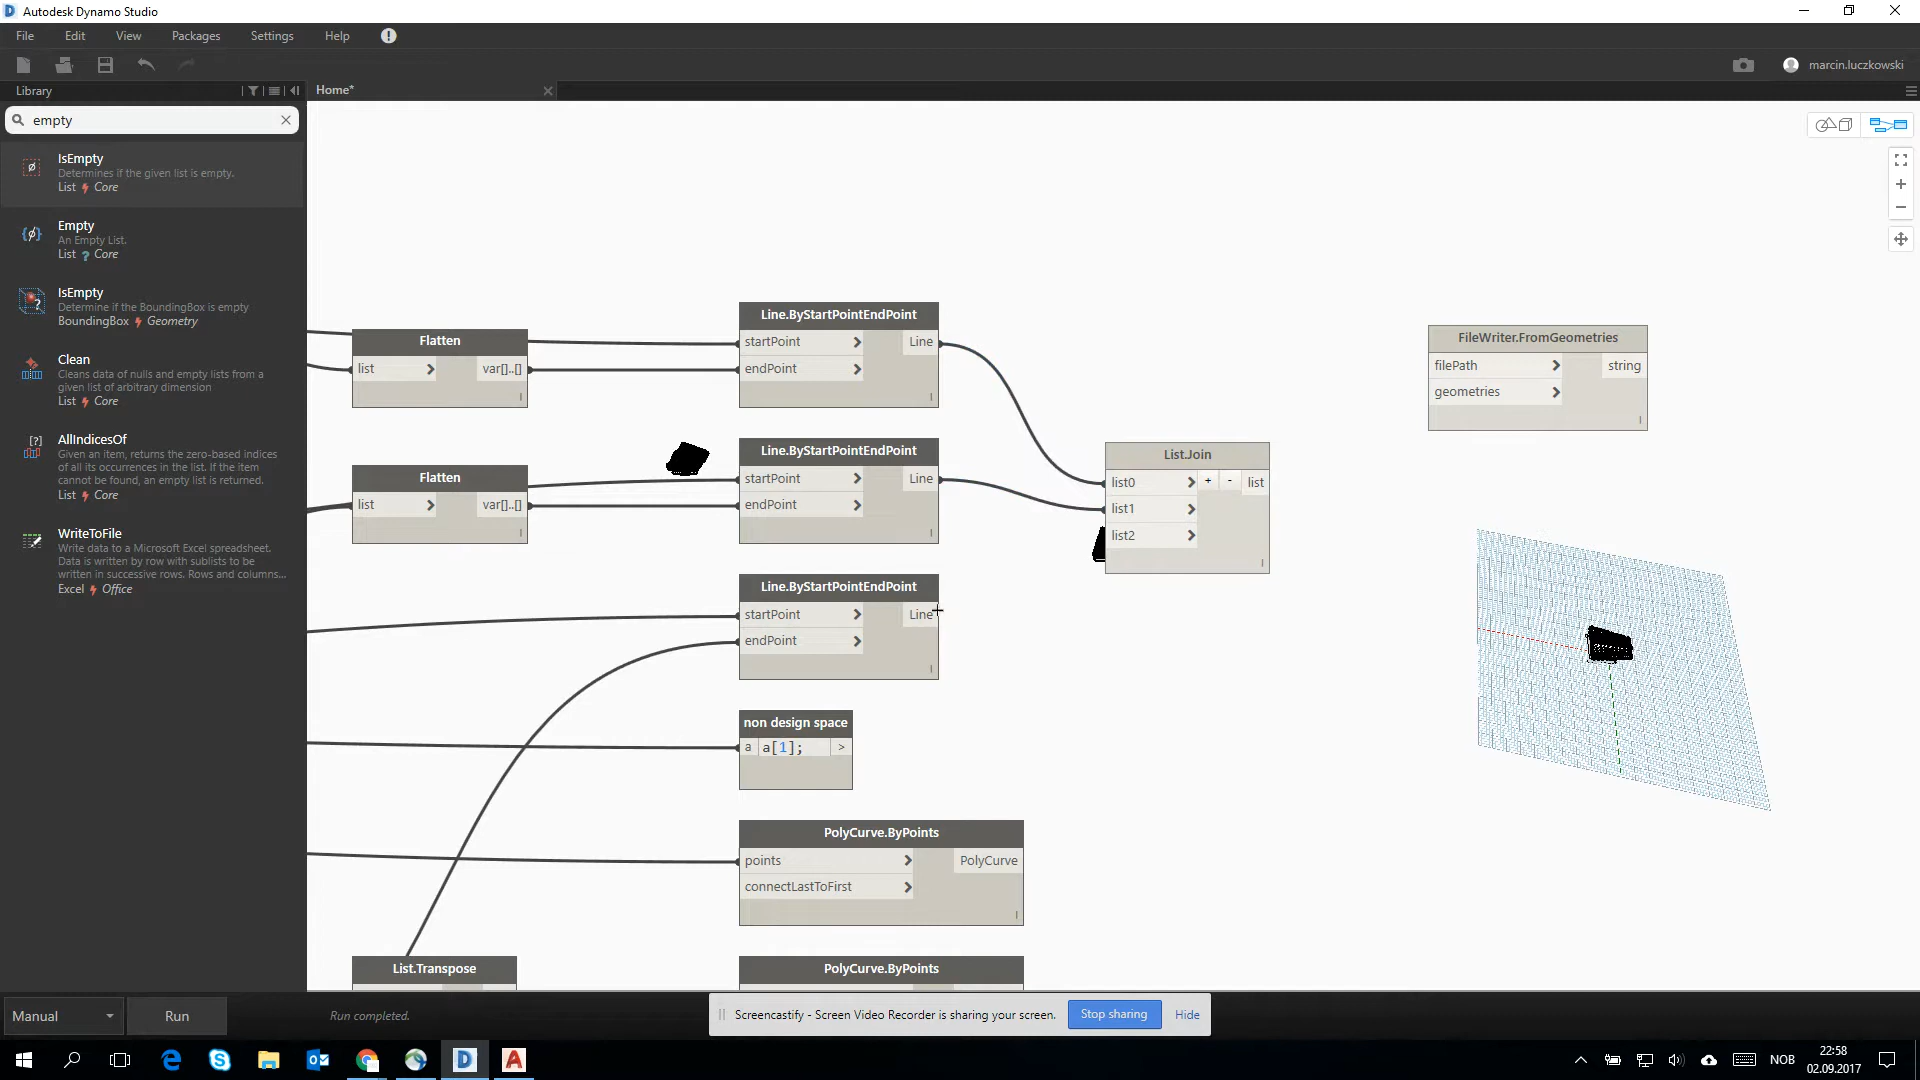 Autodesk Dynamo Studio
File Edit View Packages Settings Help
marcin.luczkowski
Library
Home*
empty
IsEmpty
Determines if the given list is empty.
List Core
Empty
An Empty List.
List ? Core
IsEmpty
Determine if the BoundingBox is empty
BoundingBox Geometry
Clean
Cleans data of nulls and empty lists from a
given list of arbitrary dimension
List Core
AllIndicesOf
Given an item, returns the zero-based indices
of all its occurrences in the list. If the item
cannot be found, an empty list is returned.
List Core
WriteToFile
Write data to a Microsoft Excel spreadsheet.
Data is written by row with sublists to be
written in successive rows. Rows and columns...
Excel Office
Flatten
list > var[]..[]
Flatten
list > var[]..[]
List.Transpose
Line.ByStartPointEndPoint
startPoint > Line
endPoint >
Line.ByStartPointEndPoint
startPoint > Line
endPoint >
Line.ByStartPointEndPoint
startPoint > Line
endPoint >
non design space
a a[1]; >
PolyCurve.ByPoints
points > PolyCurve
connectLastToFirst >
PolyCurve.ByPoints
List.Join
list0 > + - list
list1 >
list2 >
FileWriter.FromGeometries
filePath > string
geometries >
Manual Run Run completed.
Screencastify - Screen Video Recorder is sharing your screen. Stop sharing Hide
NOB
22:58
02.09.2017